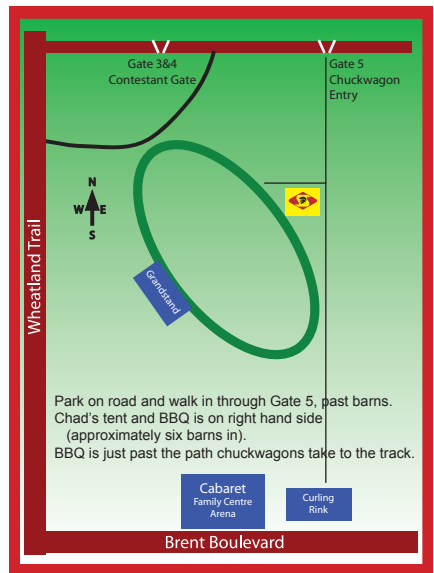 Gate 3&4
Contestant Gate
Gate 5
Chuckwagon
Entry
N
W E
S
Wheatland Trail
Grandstand
Park on road and walk in through Gate 5, past barns.
Chad's tent and BBQ is on right hand side
(approximately six barns in).
BBQ is just past the path chuckwagons take to the track.
Cabaret
Family Centre
Arena
Curling
Rink
Brent Boulevard